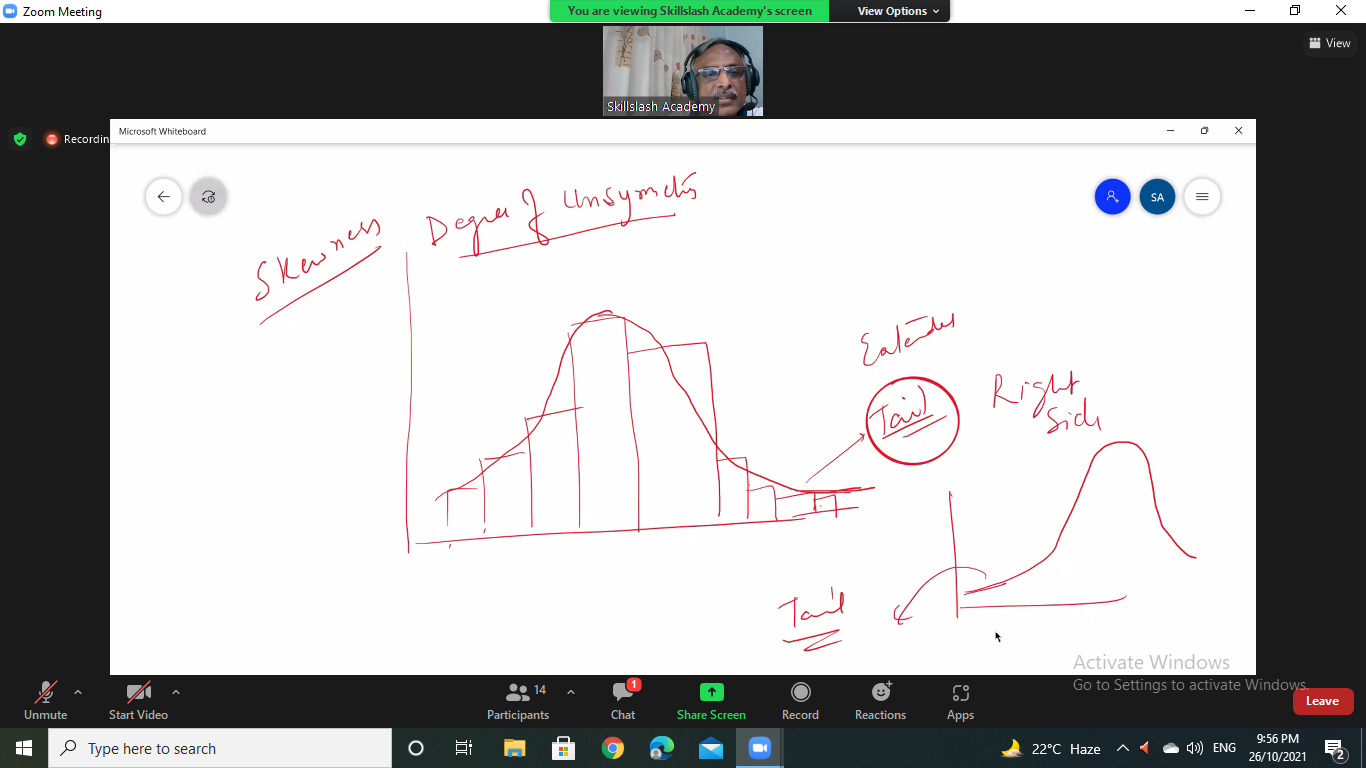 Zoom Meeting
You are viewing Skillslash Academy's screen
View Options
View
Skillslash Academy
Recording
Microsoft Whiteboard
SA
Skewness
Degree of Unsymetris
Extendes
Tail
Right
Side
Tail
Activate Windows
Go to Settings to activate Windows.
Unmute
Start Video
14
Participants
1
Chat
Share Screen
Record
Reactions
Apps
Leave
Type here to search
22°C Haze
ENG
9:56 PM
26/10/2021
2